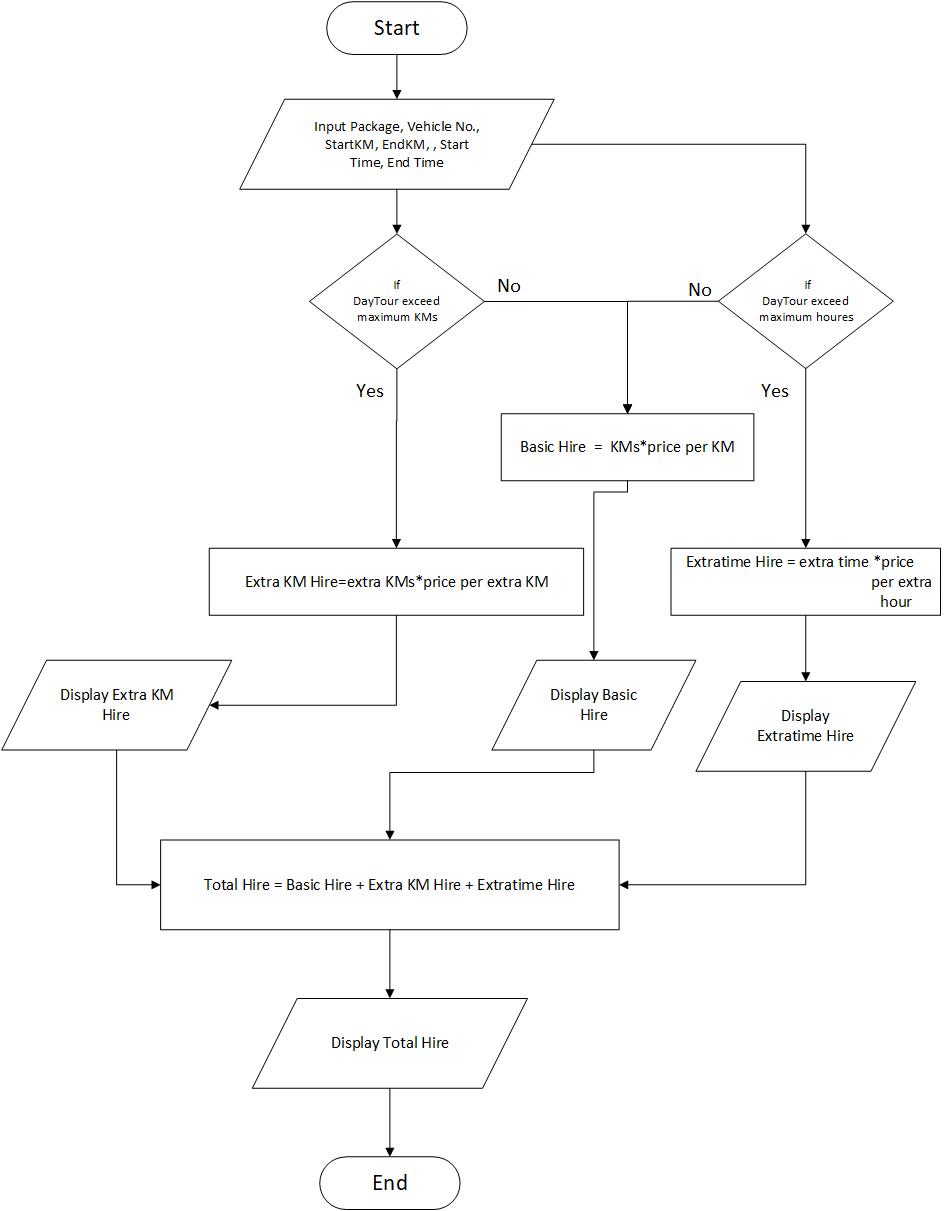 Start
Input Package, Vehicle No.,
StartKM, EndKM, , Start
Time, End Time
If
DayTour exceed
maximum KMs
No
No
If
DayTour exceed
maximum houres
Yes
Yes
Basic Hire = KMs*price per KM
Extra KM Hire=extra KMs*price per extra KM
Extratime Hire = extra time *price
per extra
hour
Display Extra KM
Hire
Display Basic
Hire
Display
Extratime Hire
Total Hire = Basic Hire + Extra KM Hire + Extratime Hire
Display Total Hire
End